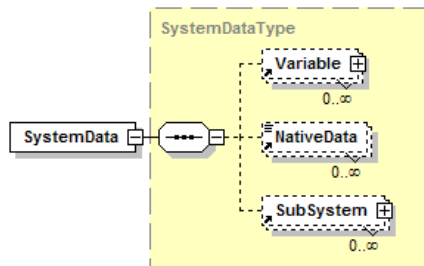 SystemDataType
Variable
0..∞
SystemData
NativeData
0..∞
SubSystem
0..∞